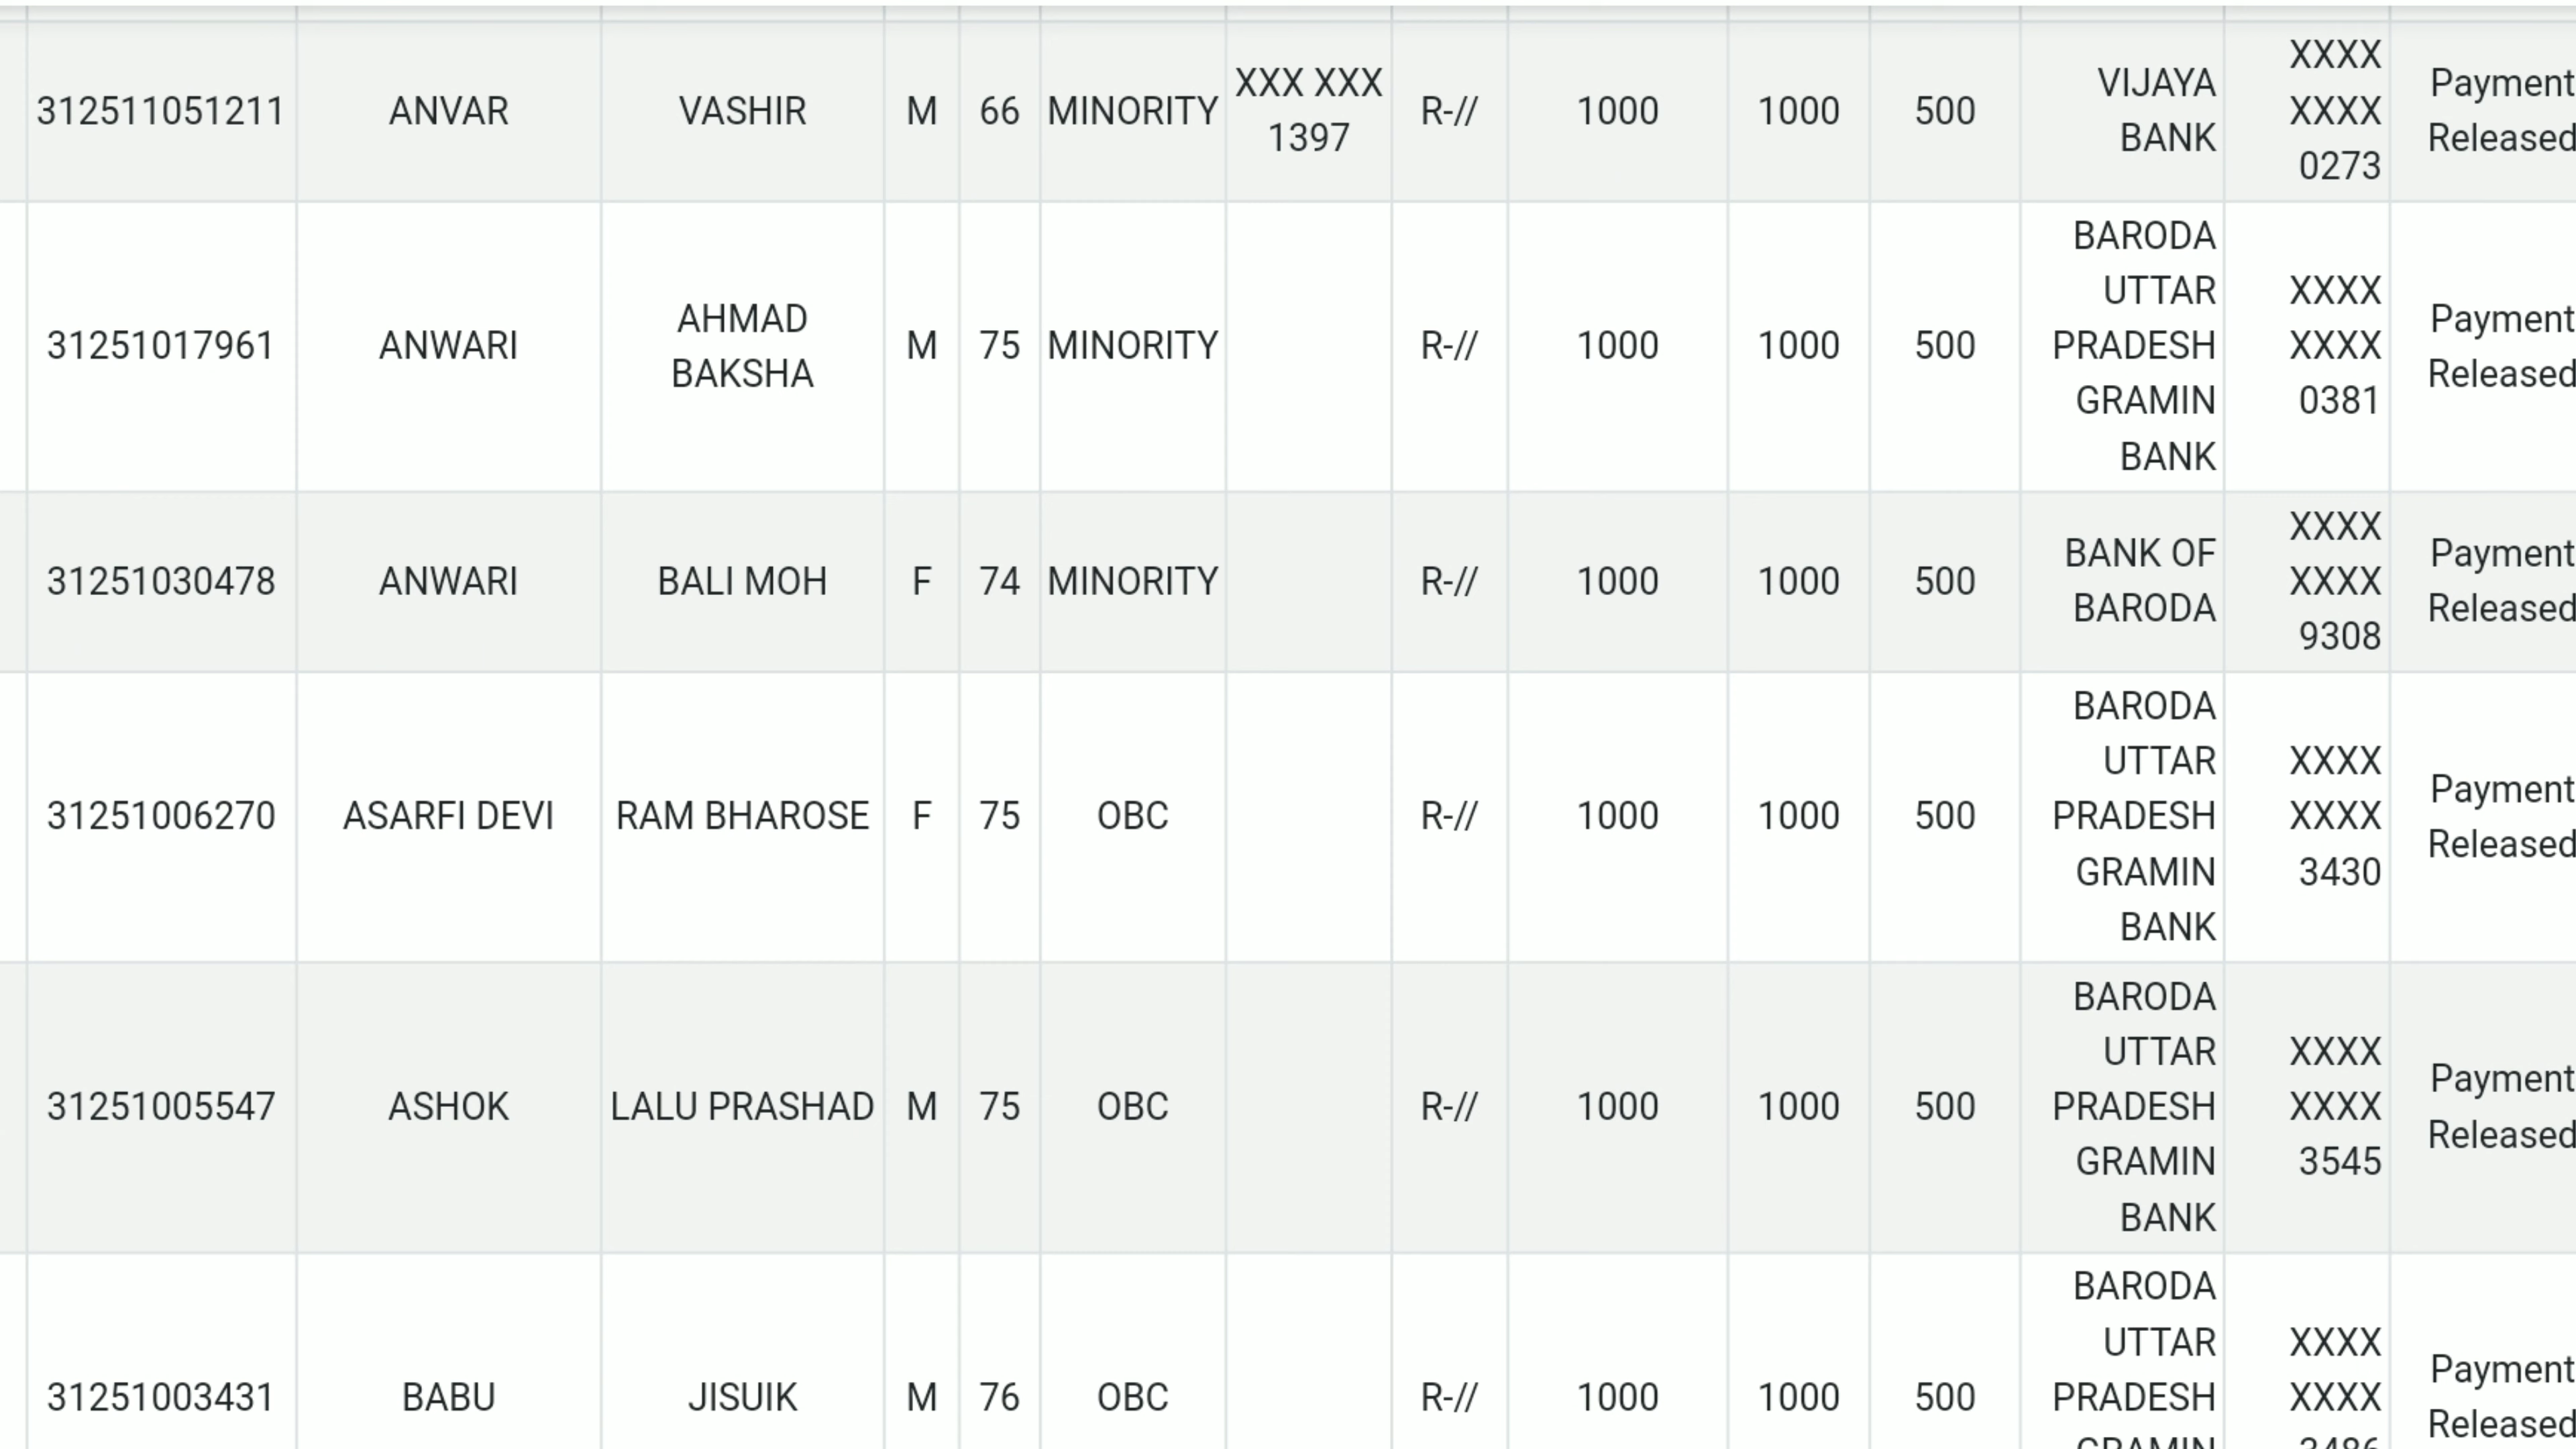 312511051211 ANVAR VASHIR M 66 MINORITY XXX XXX 1397 R-// 1000 1000 500 VIJAYA BANK XXXX XXXX 0273 Payment Released
31251017961 ANWARI AHMAD BAKSHA M 75 MINORITY R-// 1000 1000 500 BARODA UTTAR PRADESH GRAMIN BANK XXXX XXXX 0381 Payment Released
31251030478 ANWARI BALI MOH F 74 MINORITY R-// 1000 1000 500 BANK OF BARODA XXXX XXXX 9308 Payment Released
31251006270 ASARFI DEVI RAM BHAROSE F 75 OBC R-// 1000 1000 500 BARODA UTTAR PRADESH GRAMIN BANK XXXX XXXX 3430 Payment Released
31251005547 ASHOK LALU PRASHAD M 75 OBC R-// 1000 1000 500 BARODA UTTAR PRADESH GRAMIN BANK XXXX XXXX 3545 Payment Released
31251003431 BABU JISUIK M 76 OBC R-// 1000 1000 500 BARODA UTTAR PRADESH GRAMIN XXXX XXXX Payment Released